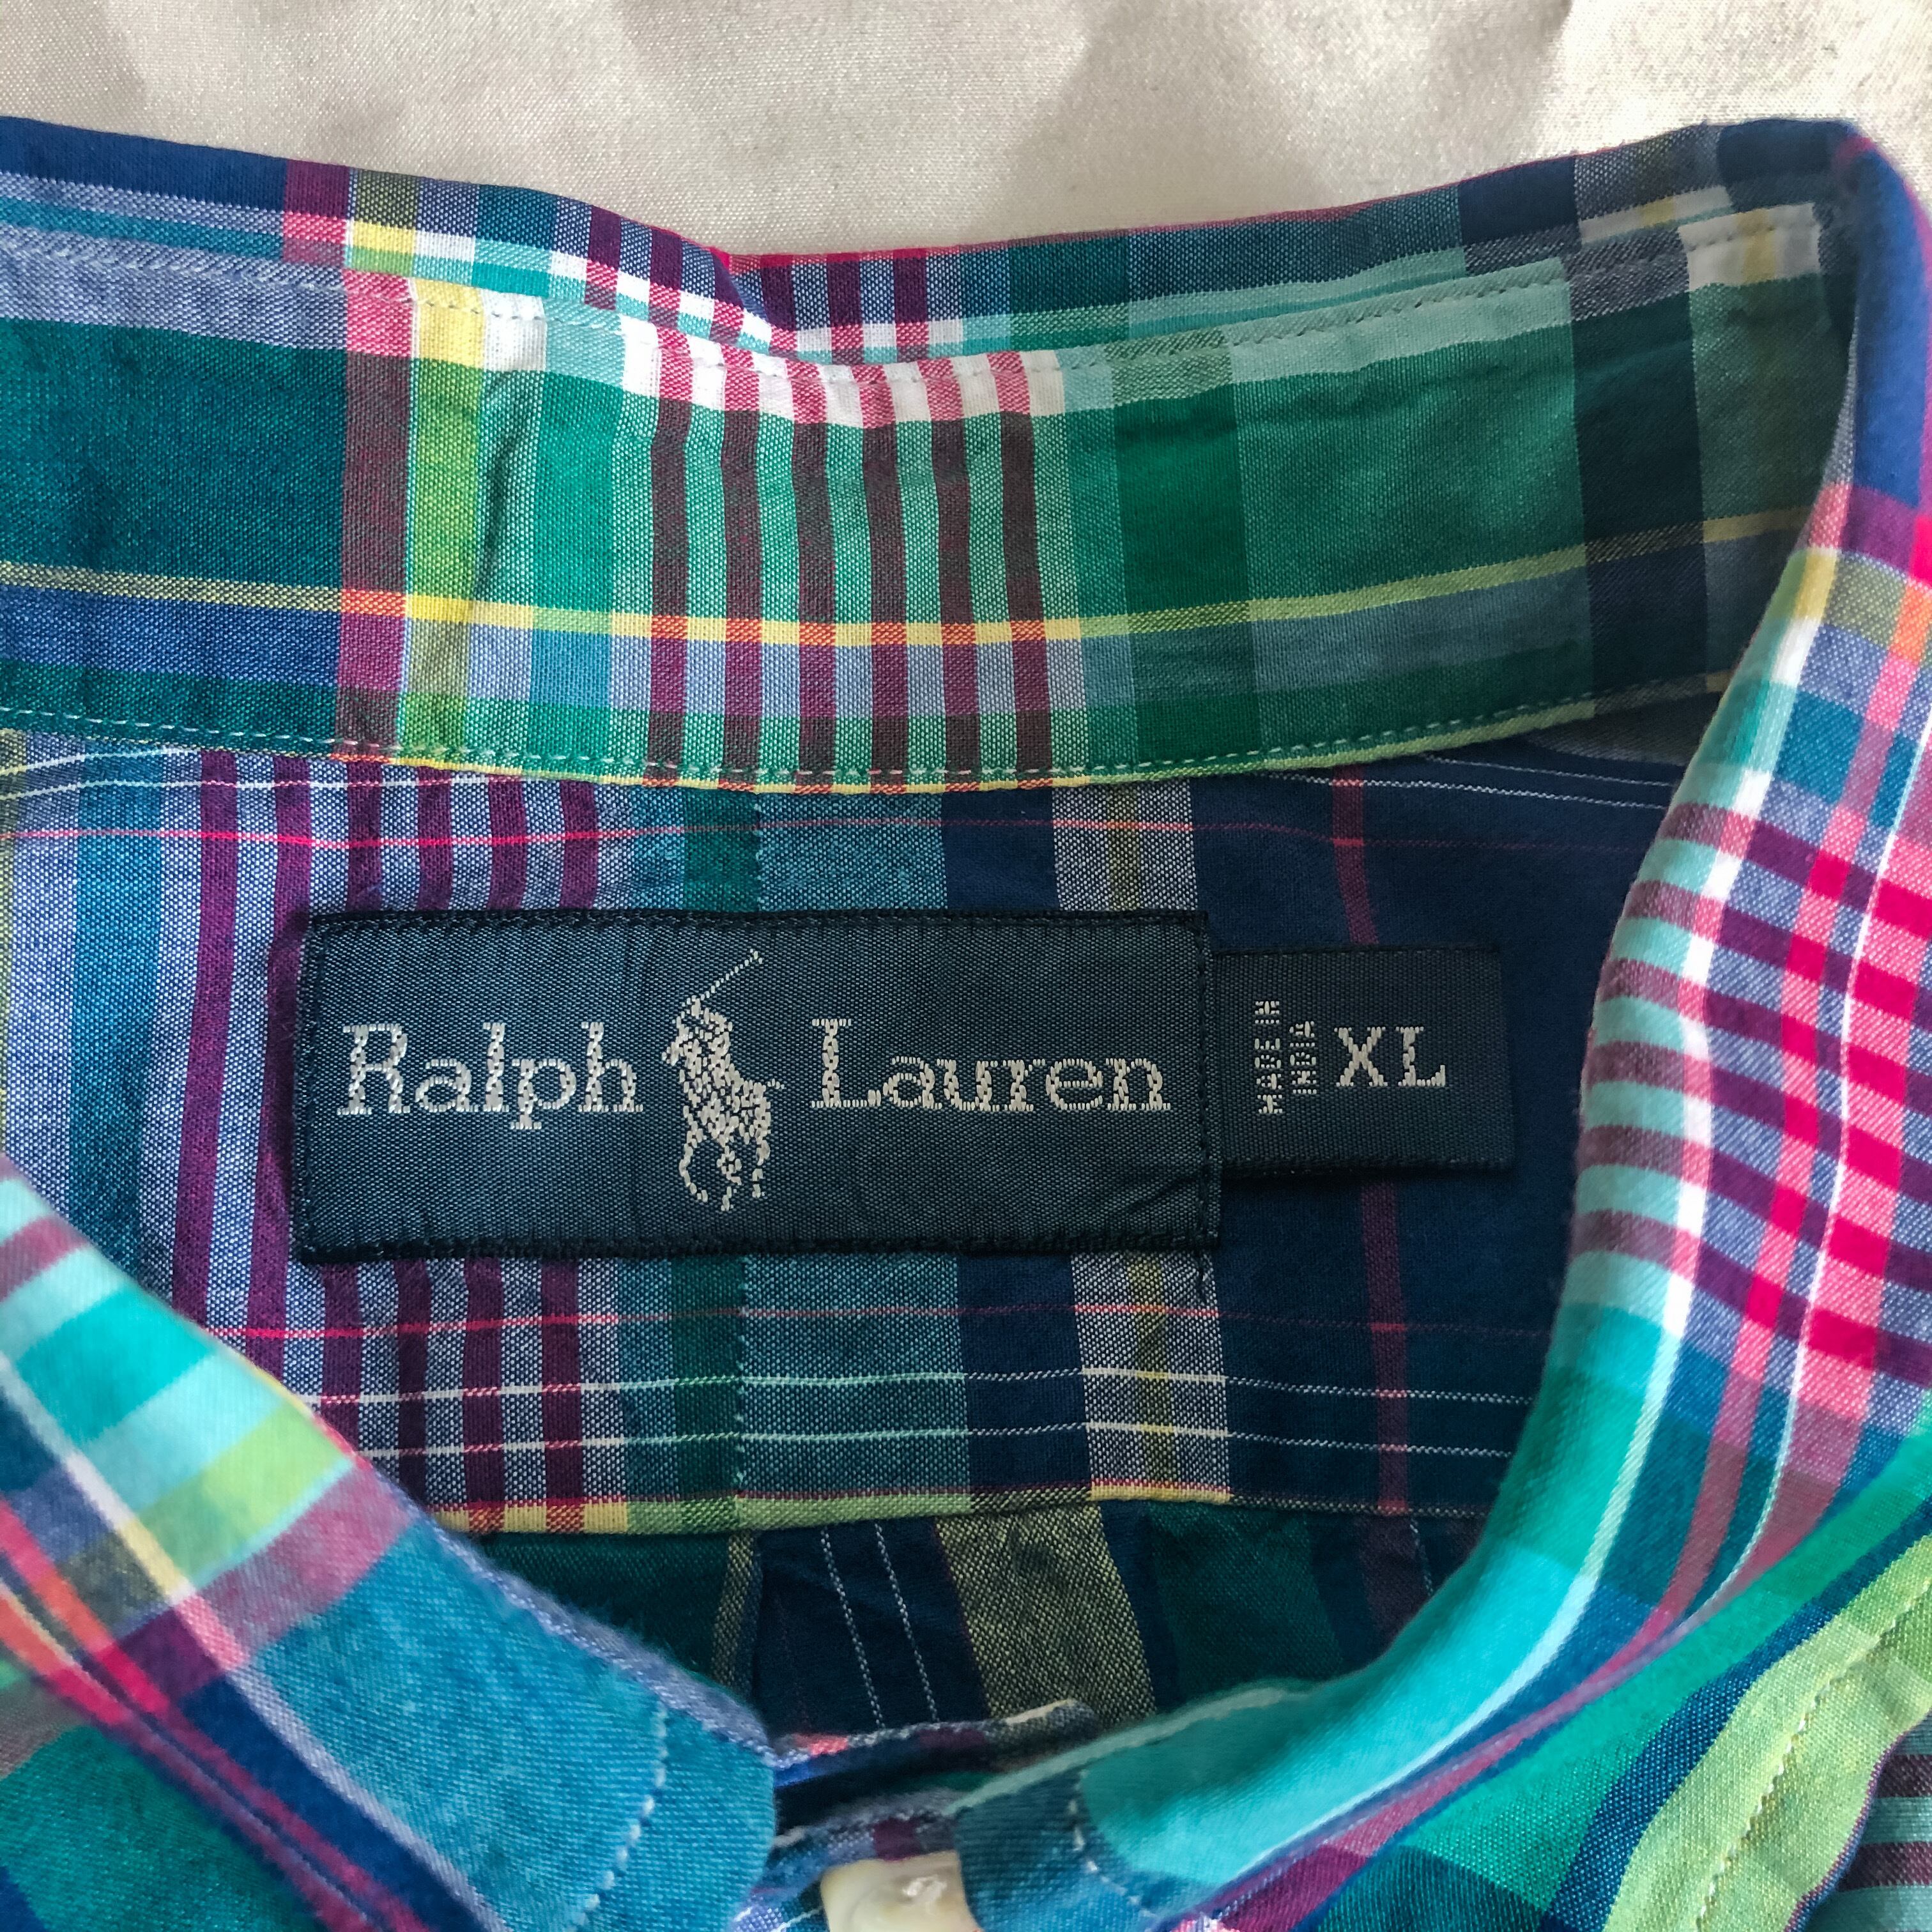 Ralph Lauren
MADE IN
INDIA
XL